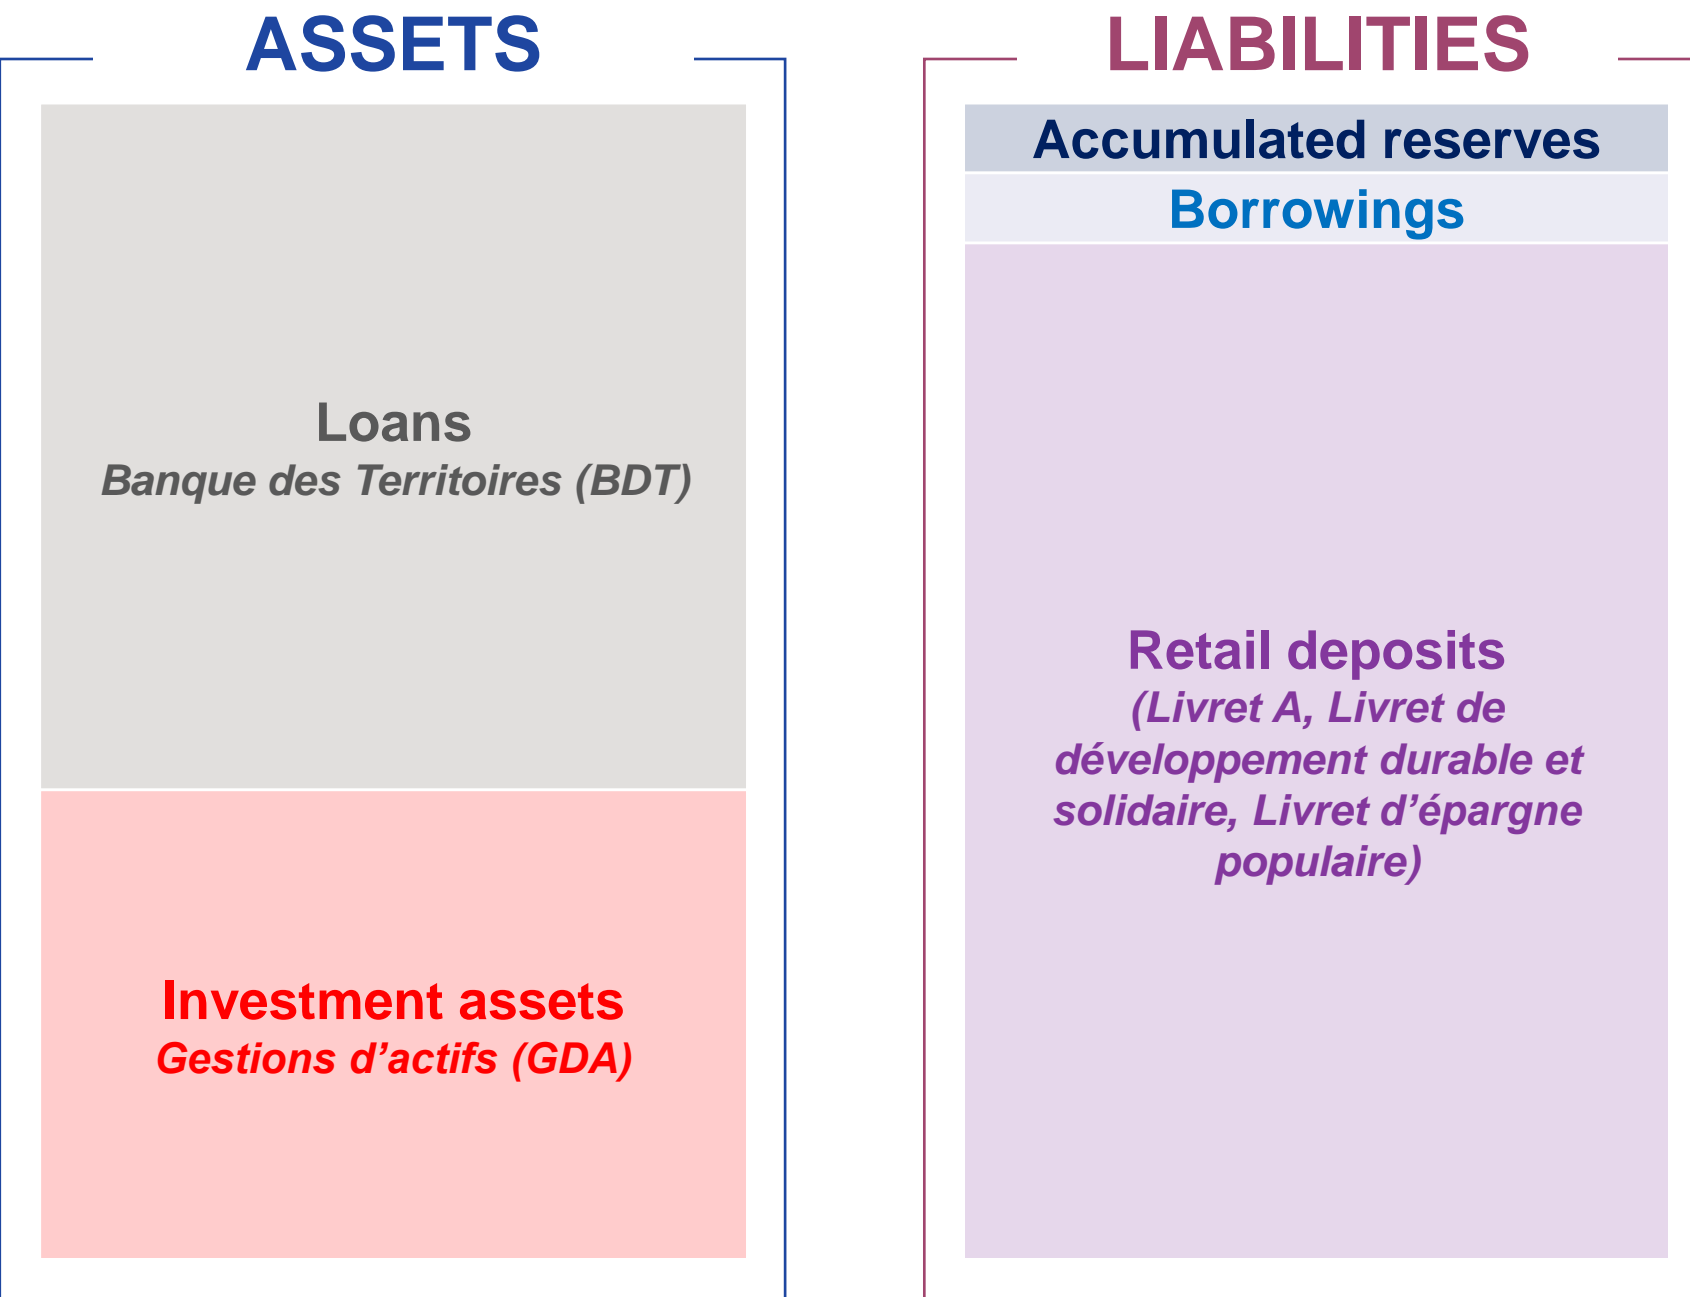 ASSETS
Loans
Banque des Territoires (BDT)
Investment assets
Gestions d’actifs (GDA)
LIABILITIES
Accumulated reserves
Borrowings
Retail deposits
(Livret A, Livret de
développement durable et
solidaire, Livret d’épargne
populaire)